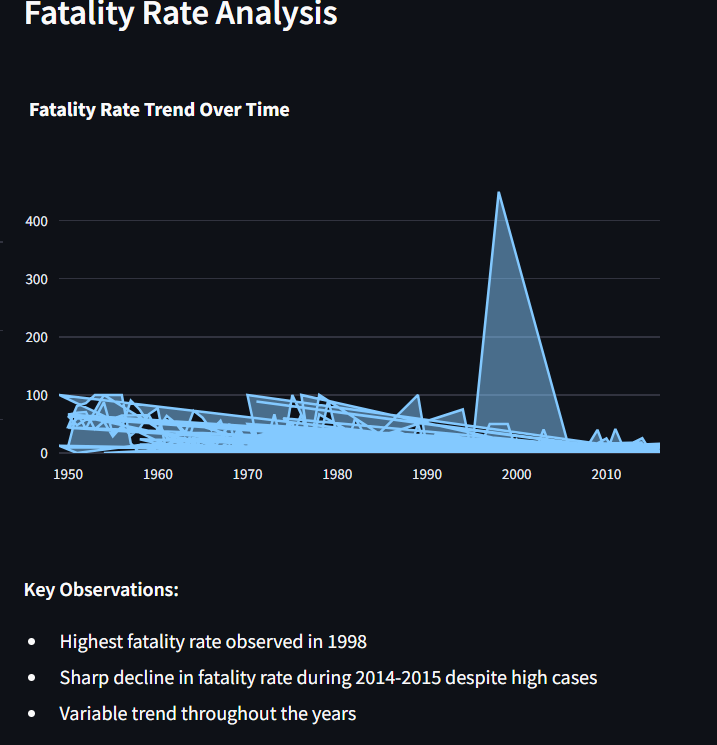 Fatality Rate Analysis
Fatality Rate Trend Over Time
400
300
200
100
0
1950 1960 1970 1980 1990 2000 2010
Key Observations:
• Highest fatality rate observed in 1998
• Sharp decline in fatality rate during 2014-2015 despite high cases
• Variable trend throughout the years